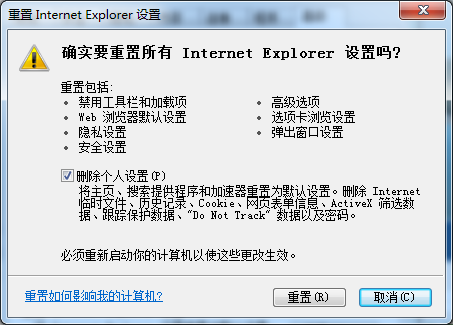 重置 Internet Explorer 设置
确实要重置所有 Internet Explorer 设置吗?
重置包括:
• 禁用工具栏和加载项
• 高级选项
• Web 浏览器默认设置
• 选项卡浏览设置
• 隐私设置
• 弹出窗口设置
• 安全设置
删除个人设置(P)
将主页、搜索提供程序和加速器重置为默认设置。删除 Internet
临时文件、历史记录、Cookie、网页表单信息、ActiveX 筛选数
据、跟踪保护数据、"Do Not Track" 数据以及密码。
必须重新启动你的计算机以使这些更改生效。
重置如何影响我的计算机?
重置(R)
取消(C)